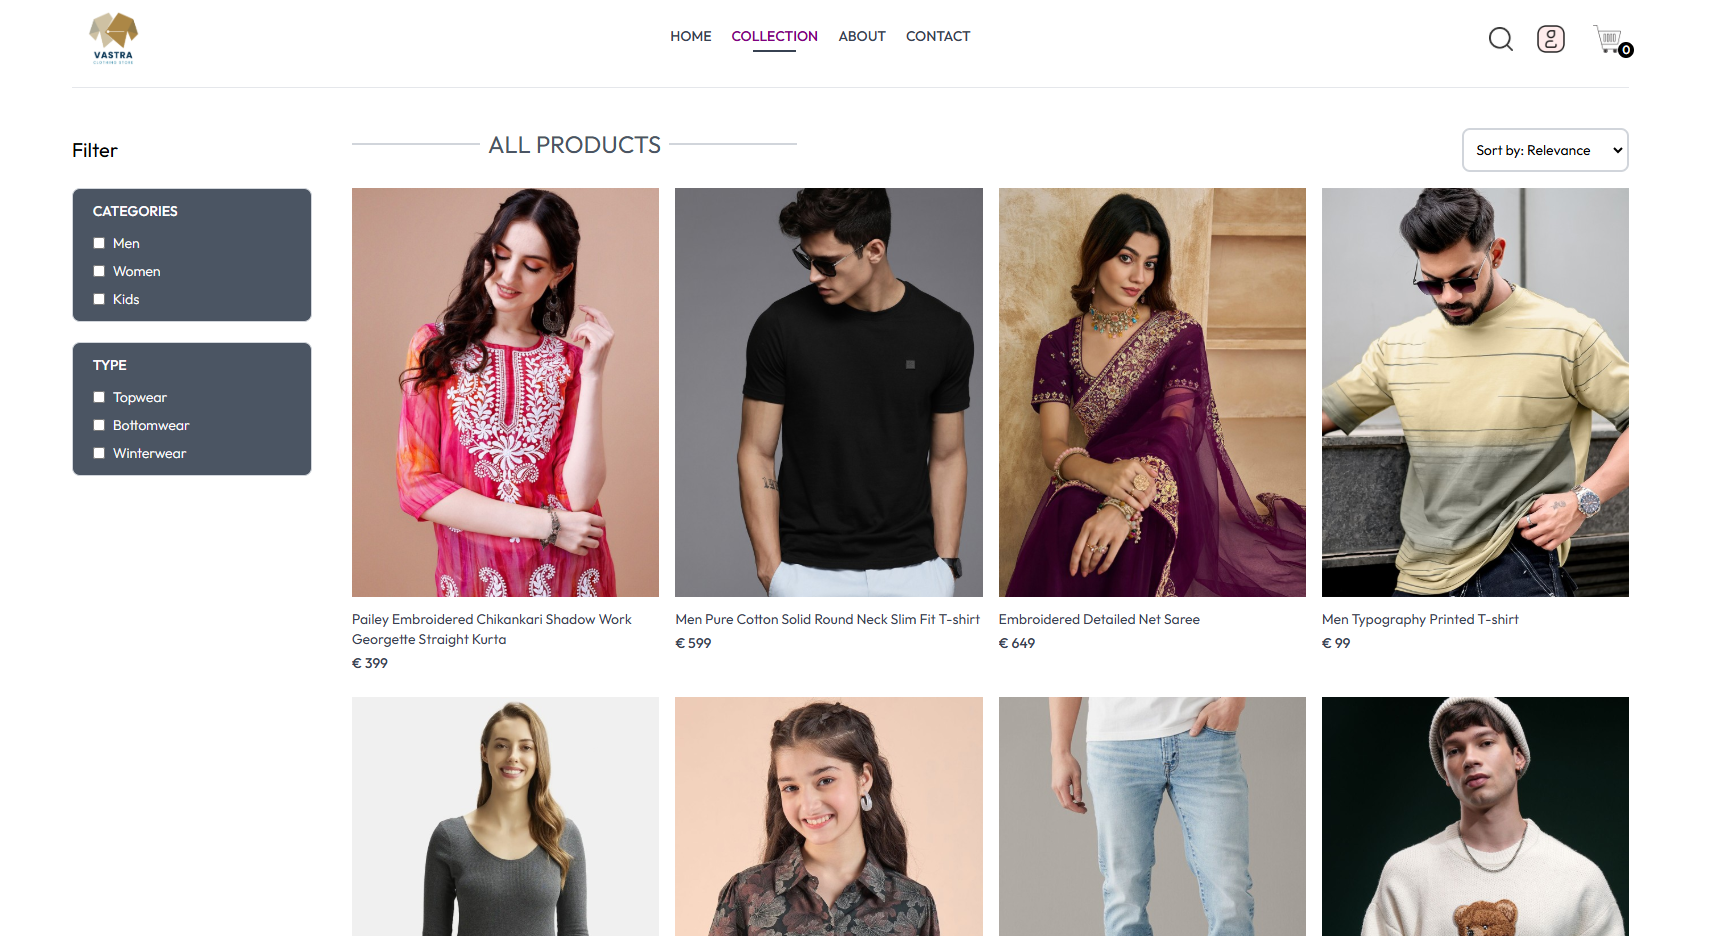 VASTRA
HOME
COLLECTION
ABOUT
CONTACT
0
Filter
ALL PRODUCTS
Sort by: Relevance
CATEGORIES
Men
Women
Kids
TYPE
Topwear
Bottomwear
Winterwear
Pailey Embroidered Chikankari Shadow Work
Georgette Straight Kurta
€ 399
Men Pure Cotton Solid Round Neck Slim Fit T-shirt
€ 599
Embroidered Detailed Net Saree
€ 649
Men Typography Printed T-shirt
€ 99